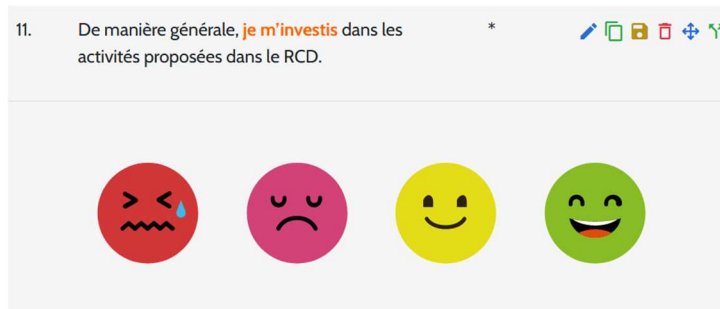 11. De manière générale, je m’investis dans les *
activités proposées dans le RCD.